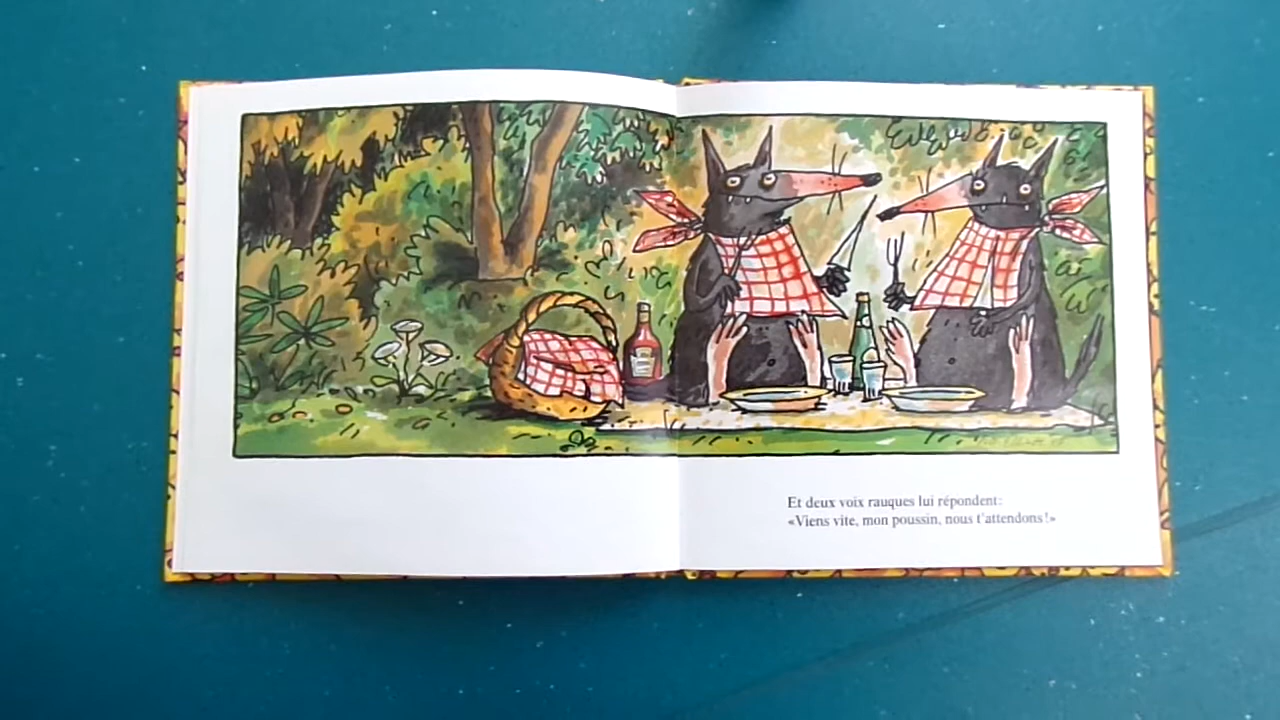 Et deux voix rauques lui répondent:
«Viens vite, mon poussin, nous t'attendons!»